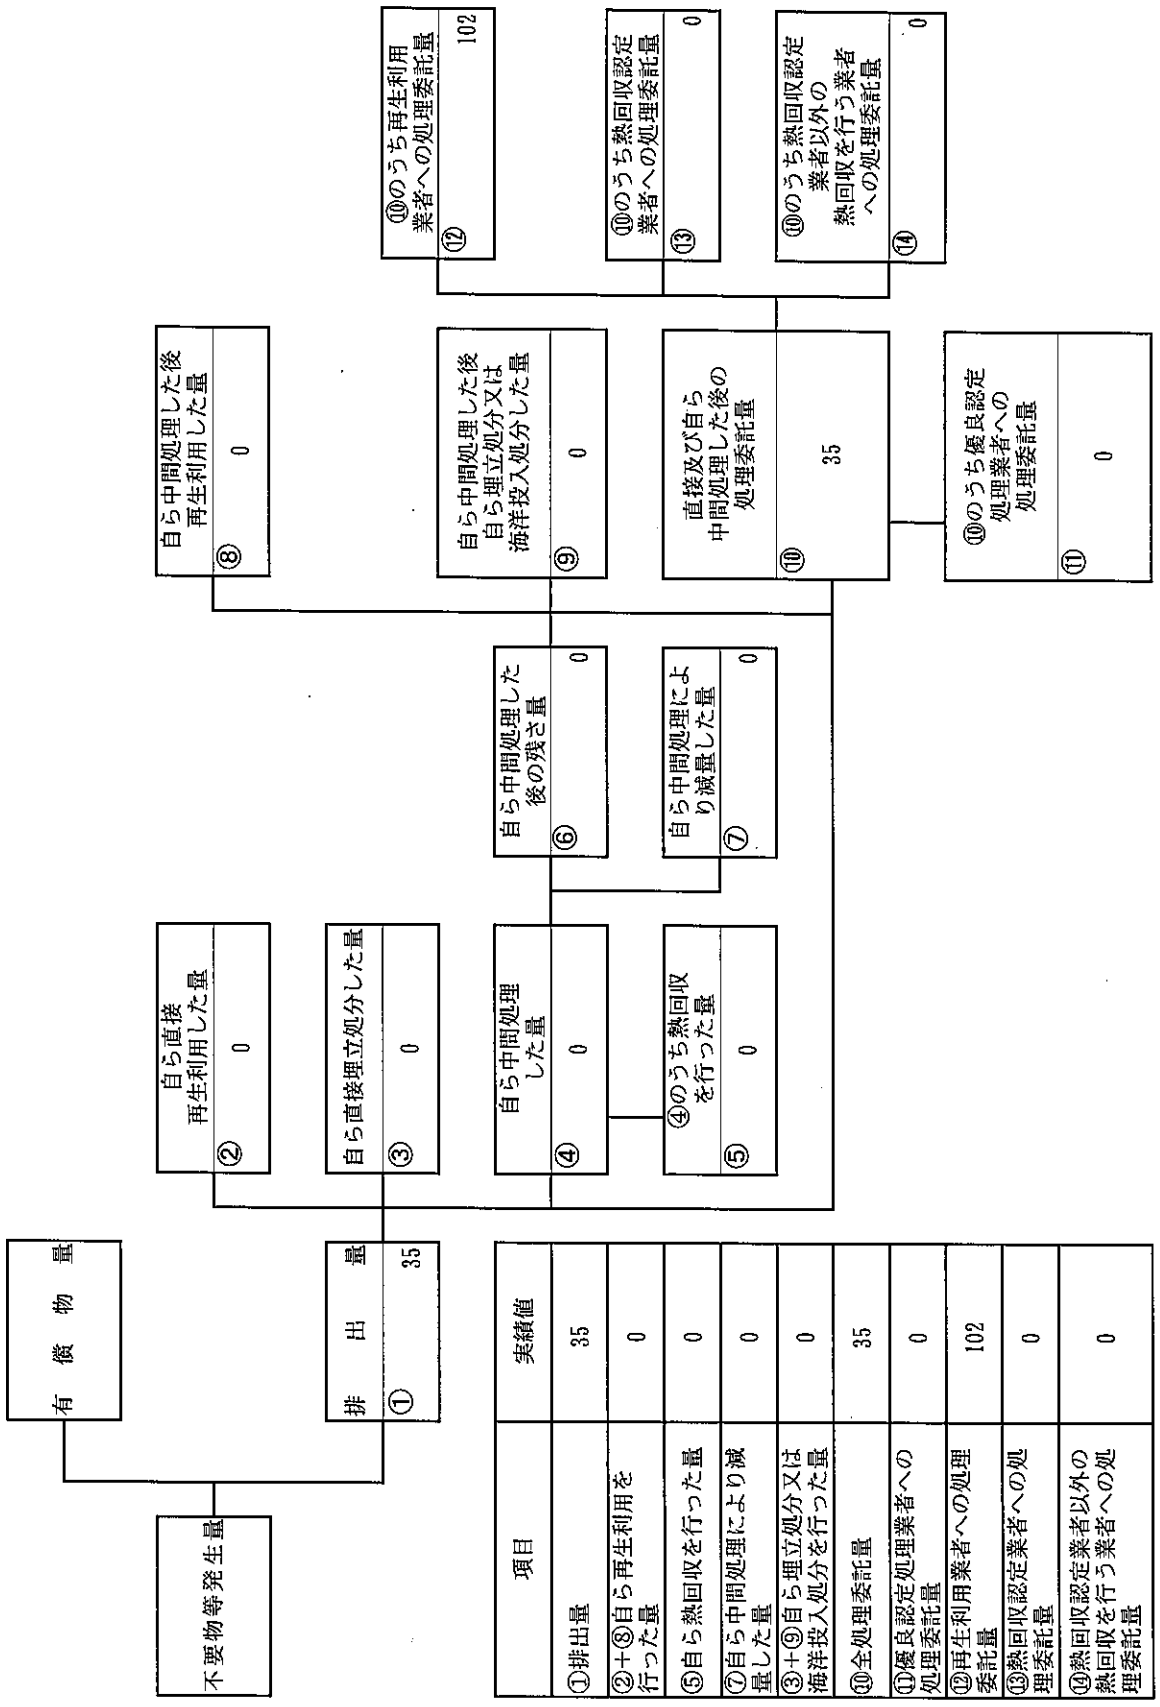 不要物等発生量
有償物量
排出量
① 35
自ら直接
再生利用した量
② 0
自ら直接埋立処分した量
③ 0
自ら中間処理
した量
④ 0
④のうち熱回収
を行った量
⑤ 0
自ら中間処理した
後の残さ量
⑥ 0
自ら中間処理によ
り減量した量
⑦ 0
自ら中間処理した後
再生利用した量
⑧ 0
自ら中間処理した後
自ら埋立処分又は
海洋投入処分した量
⑨ 0
直接及び自ら
中間処理した後の
処理委託量
⑩ 35
⑩のうち優良認定
処理業者への
処理委託量
⑪ 0
⑩のうち再生利用
業者への処理委託量
⑫ 102
⑩のうち熱回収認定
業者への処理委託量
⑬ 0
⑩のうち熱回収認定
業者以外の
熱回収を行う業者
への処理委託量
⑭ 0
項目 実績値
①排出量 35
②+⑧自ら再生利用を
行った量 0
⑤自ら熱回収を行った量 0
⑦自ら中間処理により減
量した量 0
③+⑨自ら埋立処分又は
海洋投入処分を行った量 0
⑩全処理委託量 35
⑪優良認定処理業者への
処理委託量 0
⑫再生利用業者への処理
委託量 102
⑬熱回収認定業者への処
理委託量 0
⑭熱回収認定業者以外の
熱回収を行う業者への処
理委託量 0